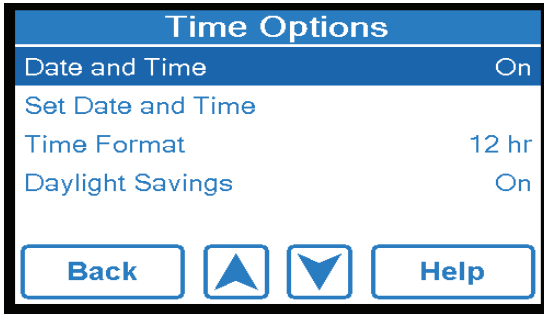 Time Options
Date and Time On
Set Date and Time
Time Format 12 hr
Daylight Savings On
Back Help